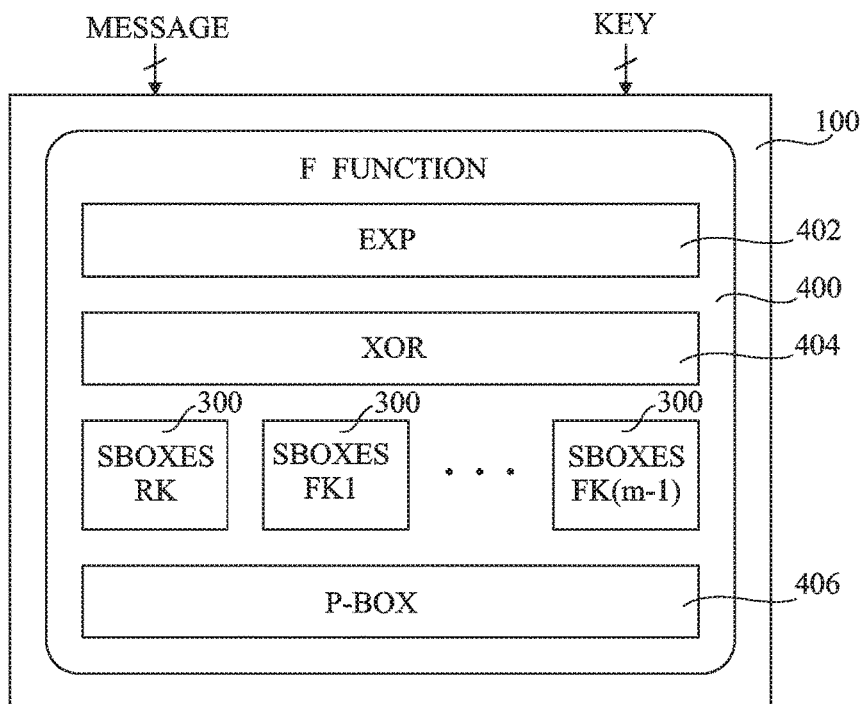 MESSAGE
KEY
100
F FUNCTION
EXP
402
400
XOR
404
300
300
300
SBOXES
RK
SBOXES
FK1
. . .
SBOXES
FK(m-1)
P-BOX
406